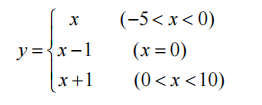 x (−5 < x < 0)
y = { x − 1 (x = 0)
x + 1 (0 < x < 10)